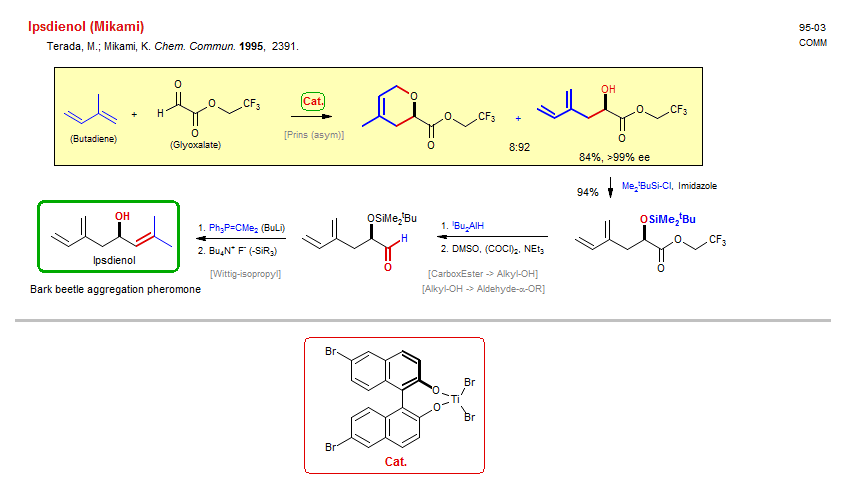 Ipsdienol (Mikami)
95-03
Terada, M.; Mikami, K. Chem. Commun. 1995, 2391.
COMM
(Butadiene)
+
H
O
O
O
CF₃
(Glyoxalate)
Cat.
[Prins (asym)]
O
O
CF₃
O
8:92
+
OH
O
CF₃
O
84%, >99% ee
94%
Me₂ᵗBuSi-Cl, Imidazole
OSiMe₂ᵗBu
O
CF₃
O
1. ⁱBu₂AlH
2. DMSO, (COCl)₂, NEt₃
[CarboxEster -> Alkyl-OH]
[Alkyl-OH -> Aldehyde-α-OR]
OSiMe₂ᵗBu
H
O
1. Ph₃P=CMe₂ (BuLi)
2. Bu₄N⁺ F⁻ (-SiR₃)
[Wittig-isopropyl]
OH
Ipsdienol
Bark beetle aggregation pheromone
Br
O
Br
Ti
O
Br
Br
Cat.